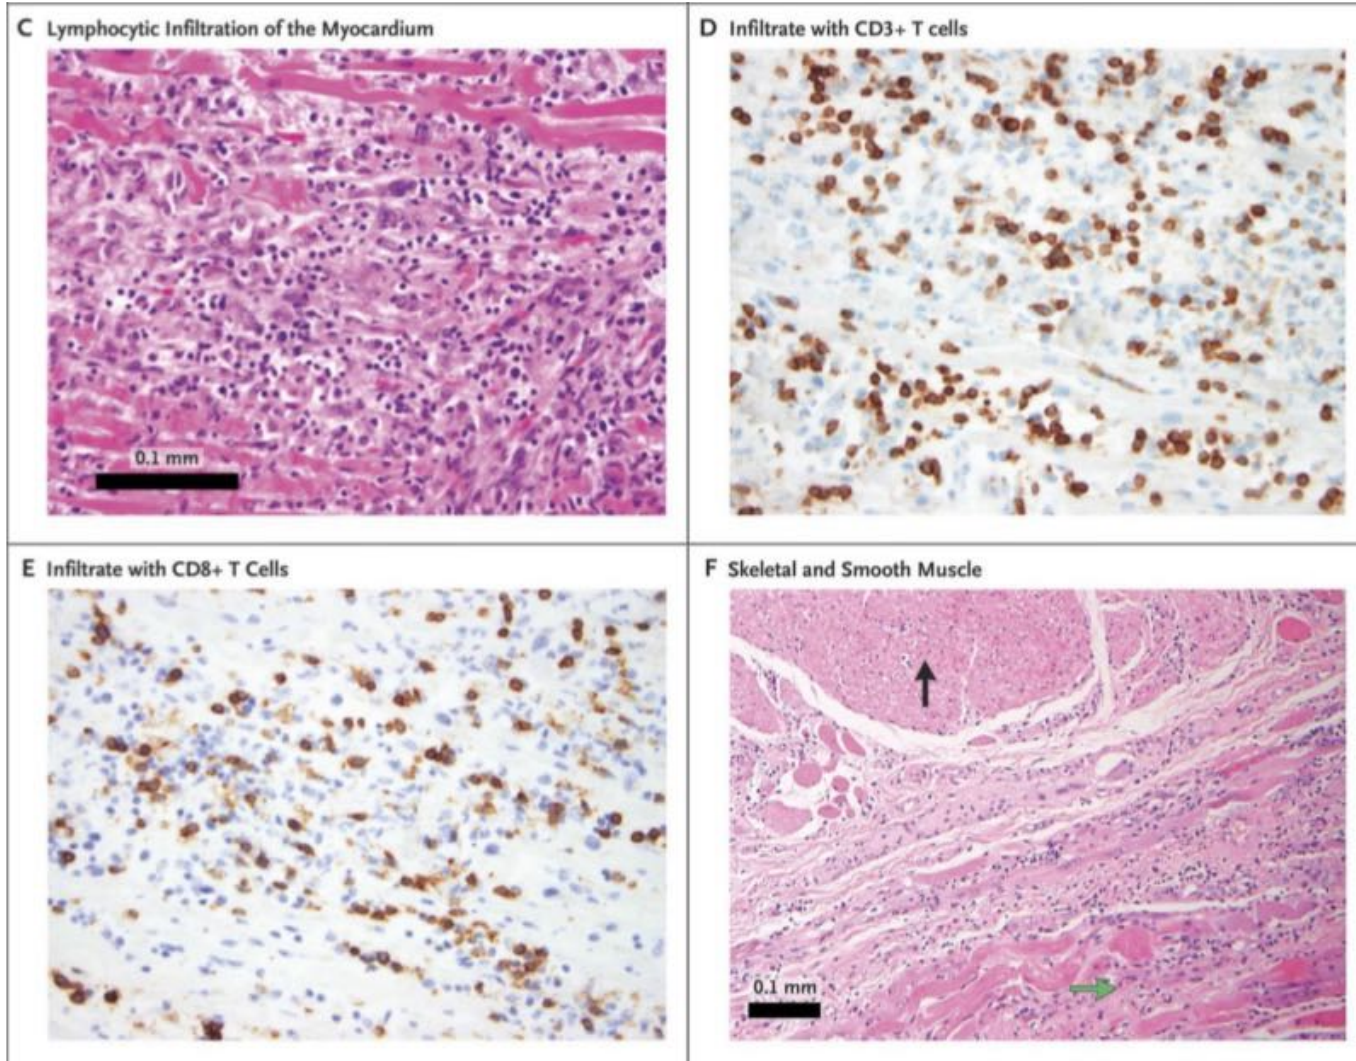 C Lymphocytic Infiltration of the Myocardium
D Infiltrate with CD3+ T cells
0.1 mm
E Infiltrate with CD8+ T Cells
F Skeletal and Smooth Muscle
0.1 mm